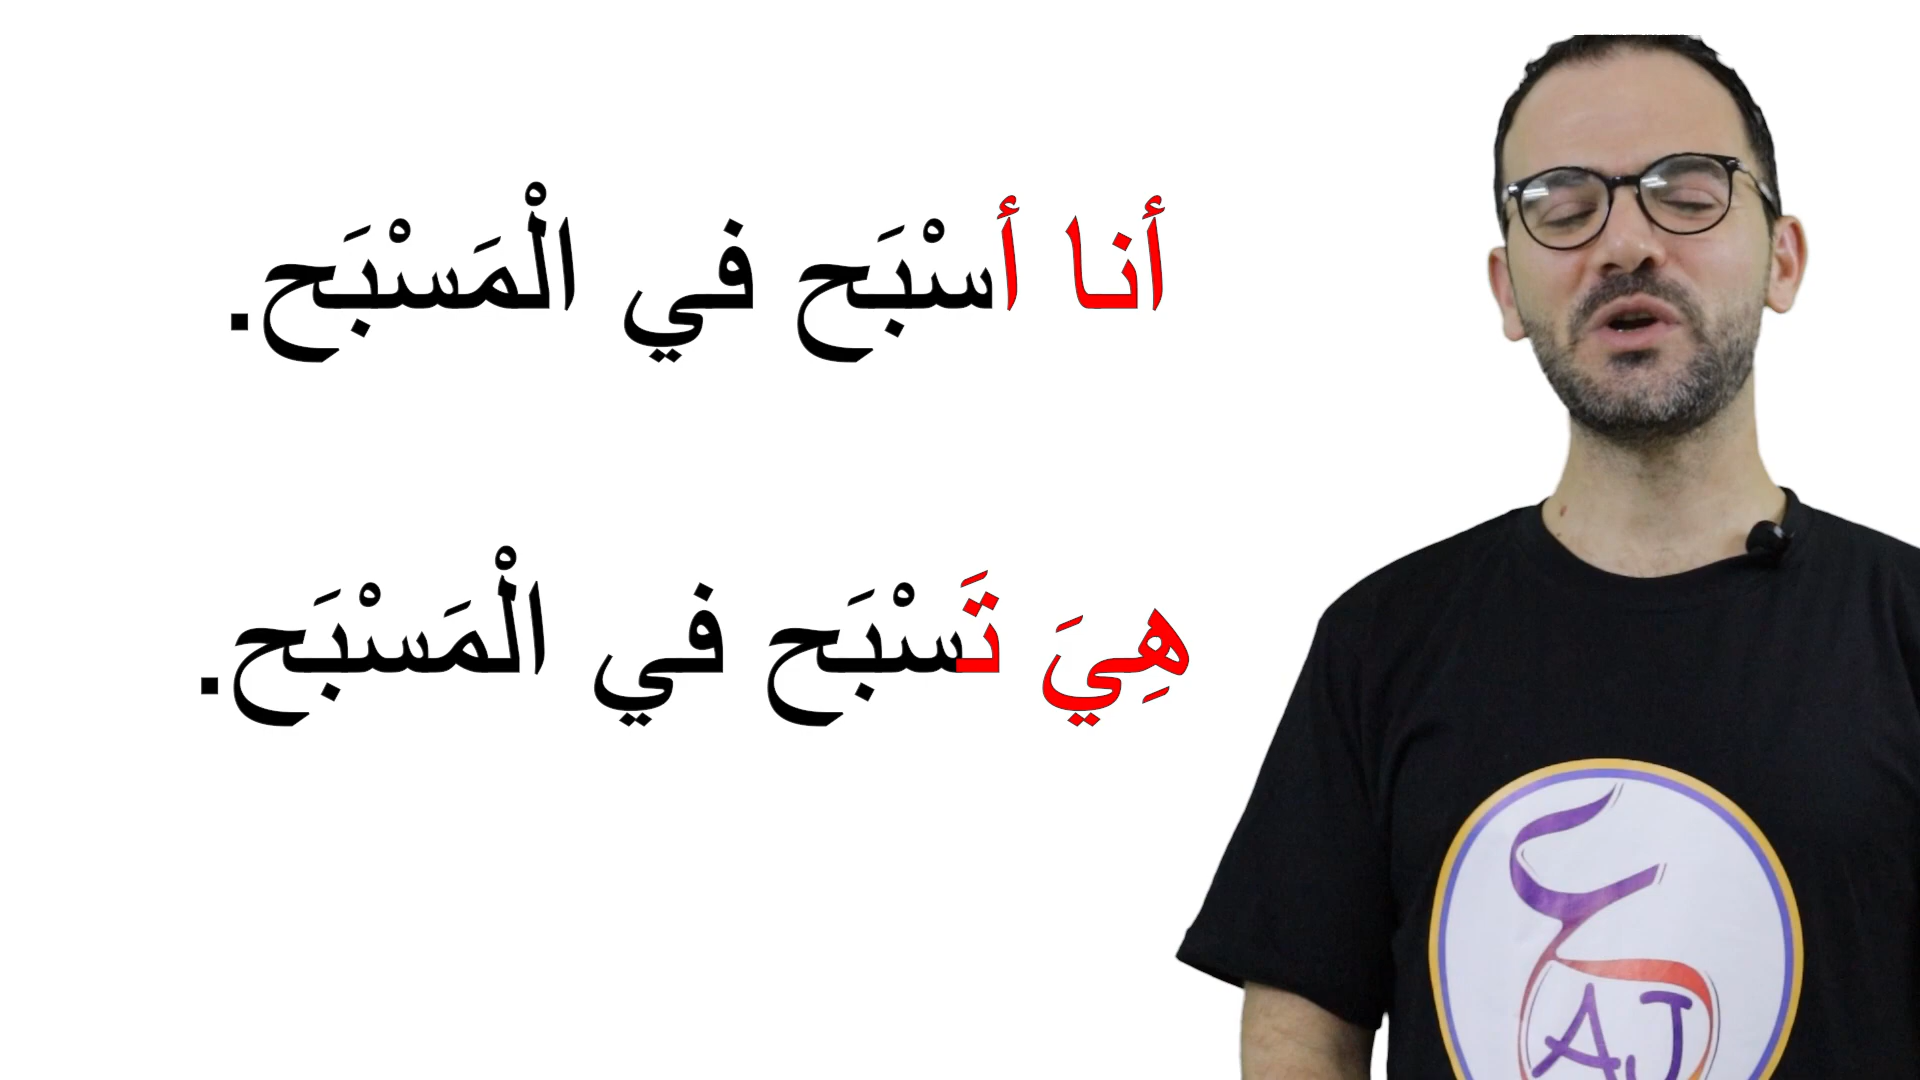 أنا أسْبَح في الْمَسْبَح.
هِيَ تَسْبَح في الْمَسْبَح.
AJ